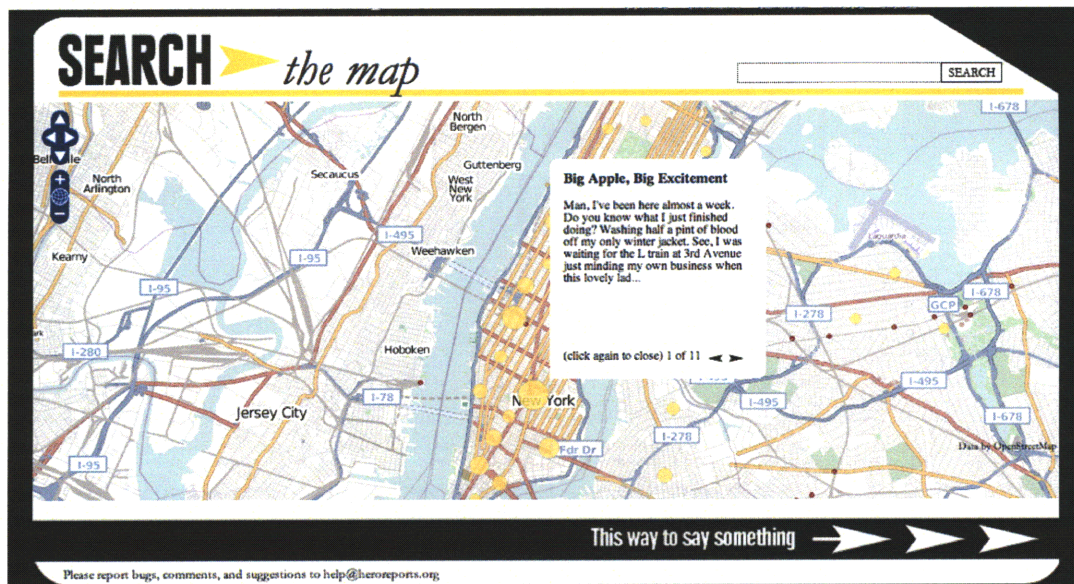 SEARCH the map
SEARCH
I-678
North
Bergen
Guttenberg
Secaucus
West
New
York
North
Arlington
I-495
Weehawken
I-95
Kearny
I-95
I-280
Hoboken
I-78
Jersey City
I-95
Big Apple, Big Excitement
Man, I've been here almost a week.
Do you know what I just finished
doing? Washing half a pint of blood
off my only winter jacket. See, I was
waiting for the L train at 3rd Avenue
just minding my own business when
this lovely lad...
(click again to close) 1 of 11
Laguardia
I-678
GCP
I-278
I-495
I-495
I-678
New York
Fdr Dr
I-278
Data by OpenStreetMap
This way to say something
Please report bugs, comments, and suggestions to help@heroreports.org